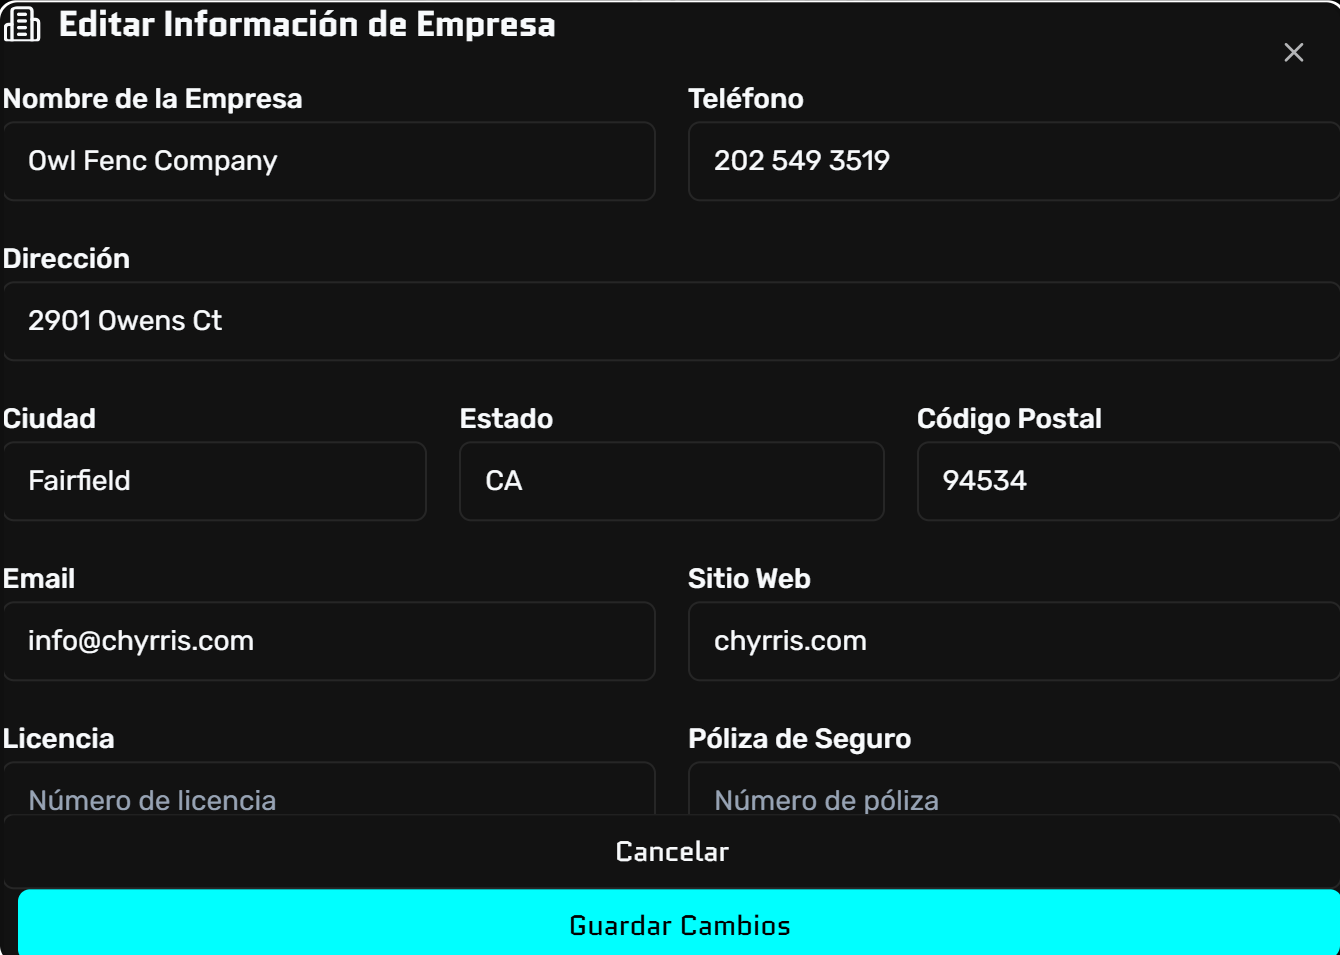 Editar Información de Empresa
Nombre de la Empresa
Teléfono
Owl Fenc Company
202 549 3519
Dirección
2901 Owens Ct
Ciudad
Estado
Código Postal
Fairfield
CA
94534
Email
Sitio Web
info@chyrris.com
chyrris.com
Licencia
Póliza de Seguro
Número de licencia
Número de póliza
Cancelar
Guardar Cambios